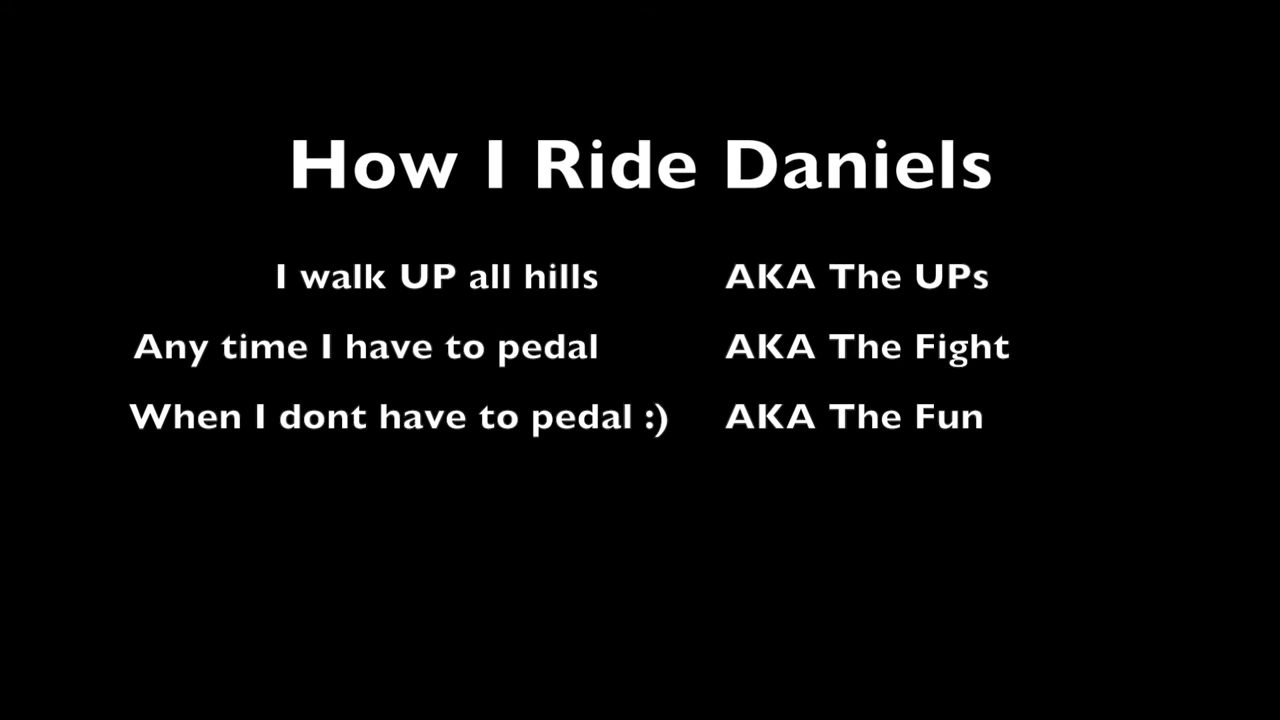 How I Ride Daniels
I walk UP all hills AKA The UPs
Any time I have to pedal AKA The Fight
When I dont have to pedal :) AKA The Fun